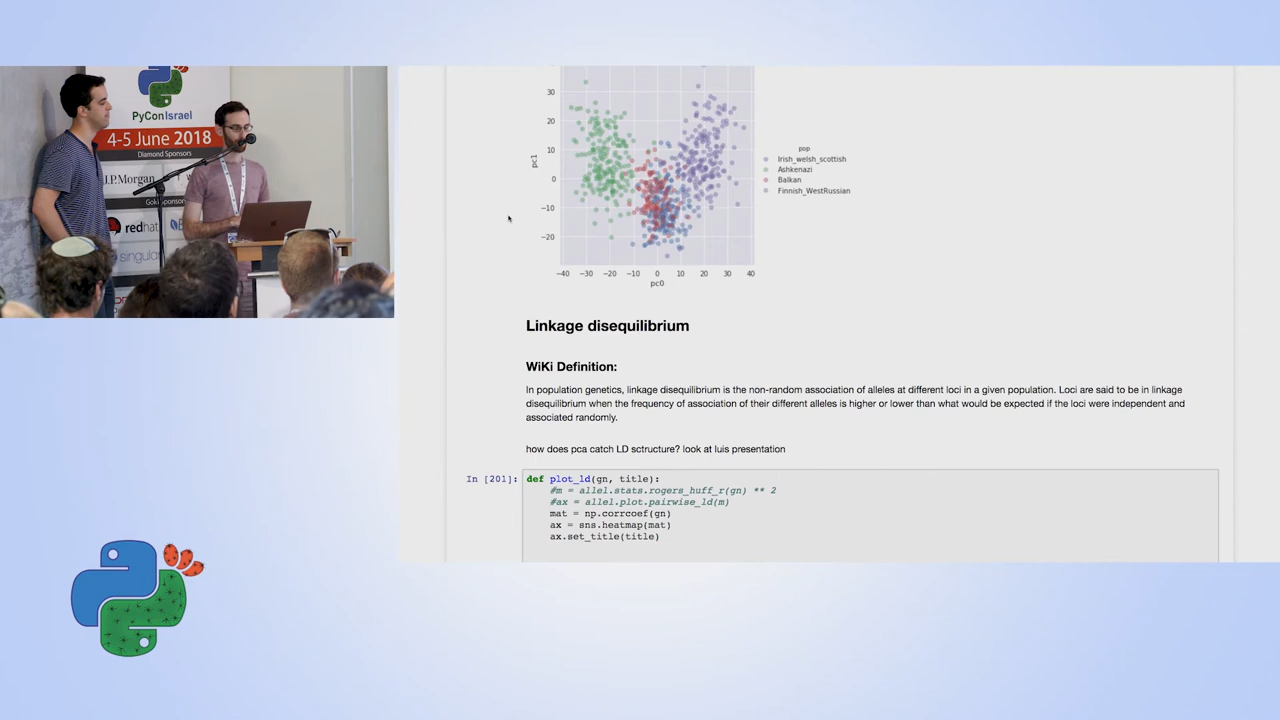 PyConIsrael
4-5 June 2018
Diamond Sponsors
J.P.Morgan
redhat
singular
30
20
10
0
−10
−20
pc1
−40 −30 −20 −10 0 10 20 30 40
pc0
pop
Irish_welsh_scottish
Ashkenazi
Balkan
Finnish_WestRussian
Linkage disequilibrium
WiKi Definition:
In population genetics, linkage disequilibrium is the non-random association of alleles at different loci in a given population. Loci are said to be in linkage
disequilibrium when the frequency of association of their different alleles is higher or lower than what would be expected if the loci were independent and
associated randomly.
how does pca catch LD sctructure? look at luis presentation
In [201]: def plot_ld(gn, title):
#m = allel.stats.rogers_huff_r(gn) ** 2
#ax = allel.plot.pairwise_ld(m)
mat = np.corrcoef(gn)
ax = sns.heatmap(mat)
ax.set_title(title)